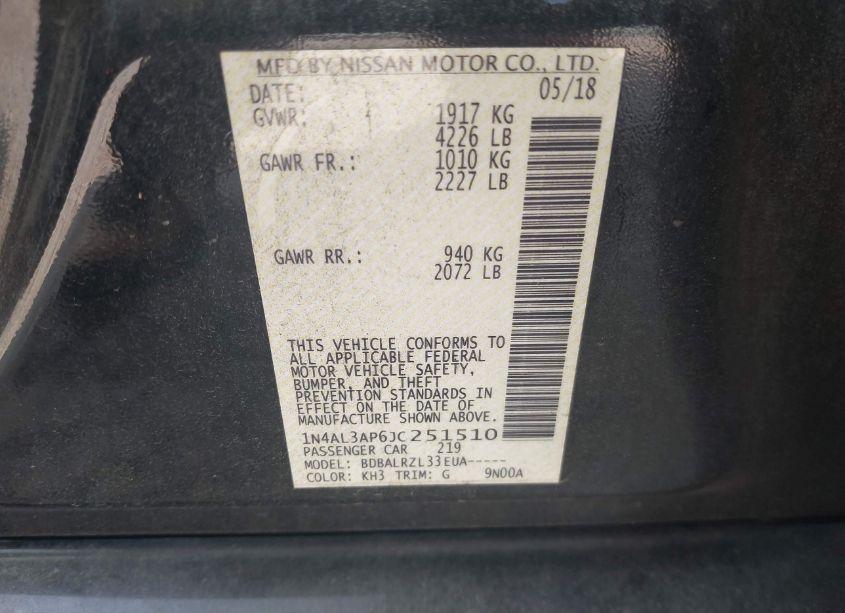 MFD BY NISSAN MOTOR CO., LTD.
DATE: 05/18
GVWR: 1917 KG
4226 LB
GAWR FR.: 1010 KG
2227 LB
GAWR RR.: 940 KG
2072 LB
THIS VEHICLE CONFORMS TO
ALL APPLICABLE FEDERAL
MOTOR VEHICLE SAFETY,
BUMPER, AND THEFT
PREVENTION STANDARDS IN
EFFECT ON THE DATE OF
MANUFACTURE SHOWN ABOVE.
1N4AL3AP6JC251510
PASSENGER CAR 219
MODEL: BDBALRZL33EUA-----
COLOR: KH3 TRIM: G 9N00A